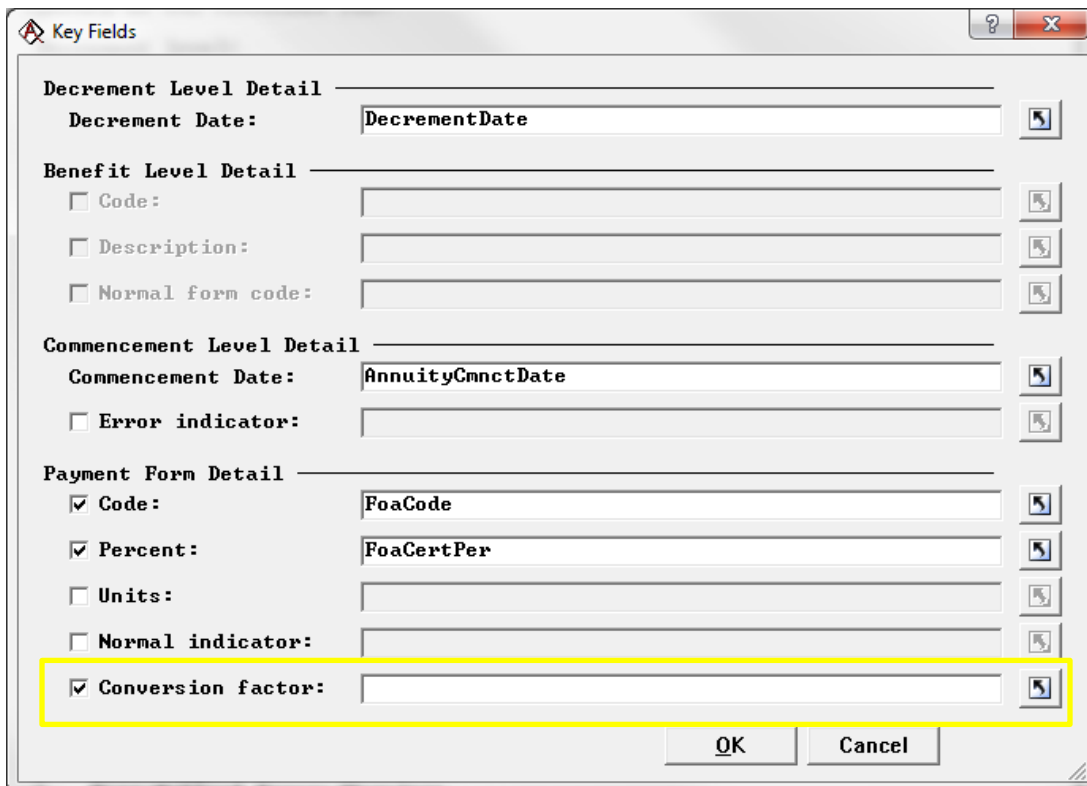 Key Fields
Decrement Level Detail
Decrement Date: DecrementDate
Benefit Level Detail
Code:
Description:
Normal form code:
Commencement Level Detail
Commencement Date: AnnuityCmnctDate
Error indicator:
Payment Form Detail
Code: FoaCode
Percent: FoaCertPer
Units:
Normal indicator:
Conversion factor:
OK Cancel